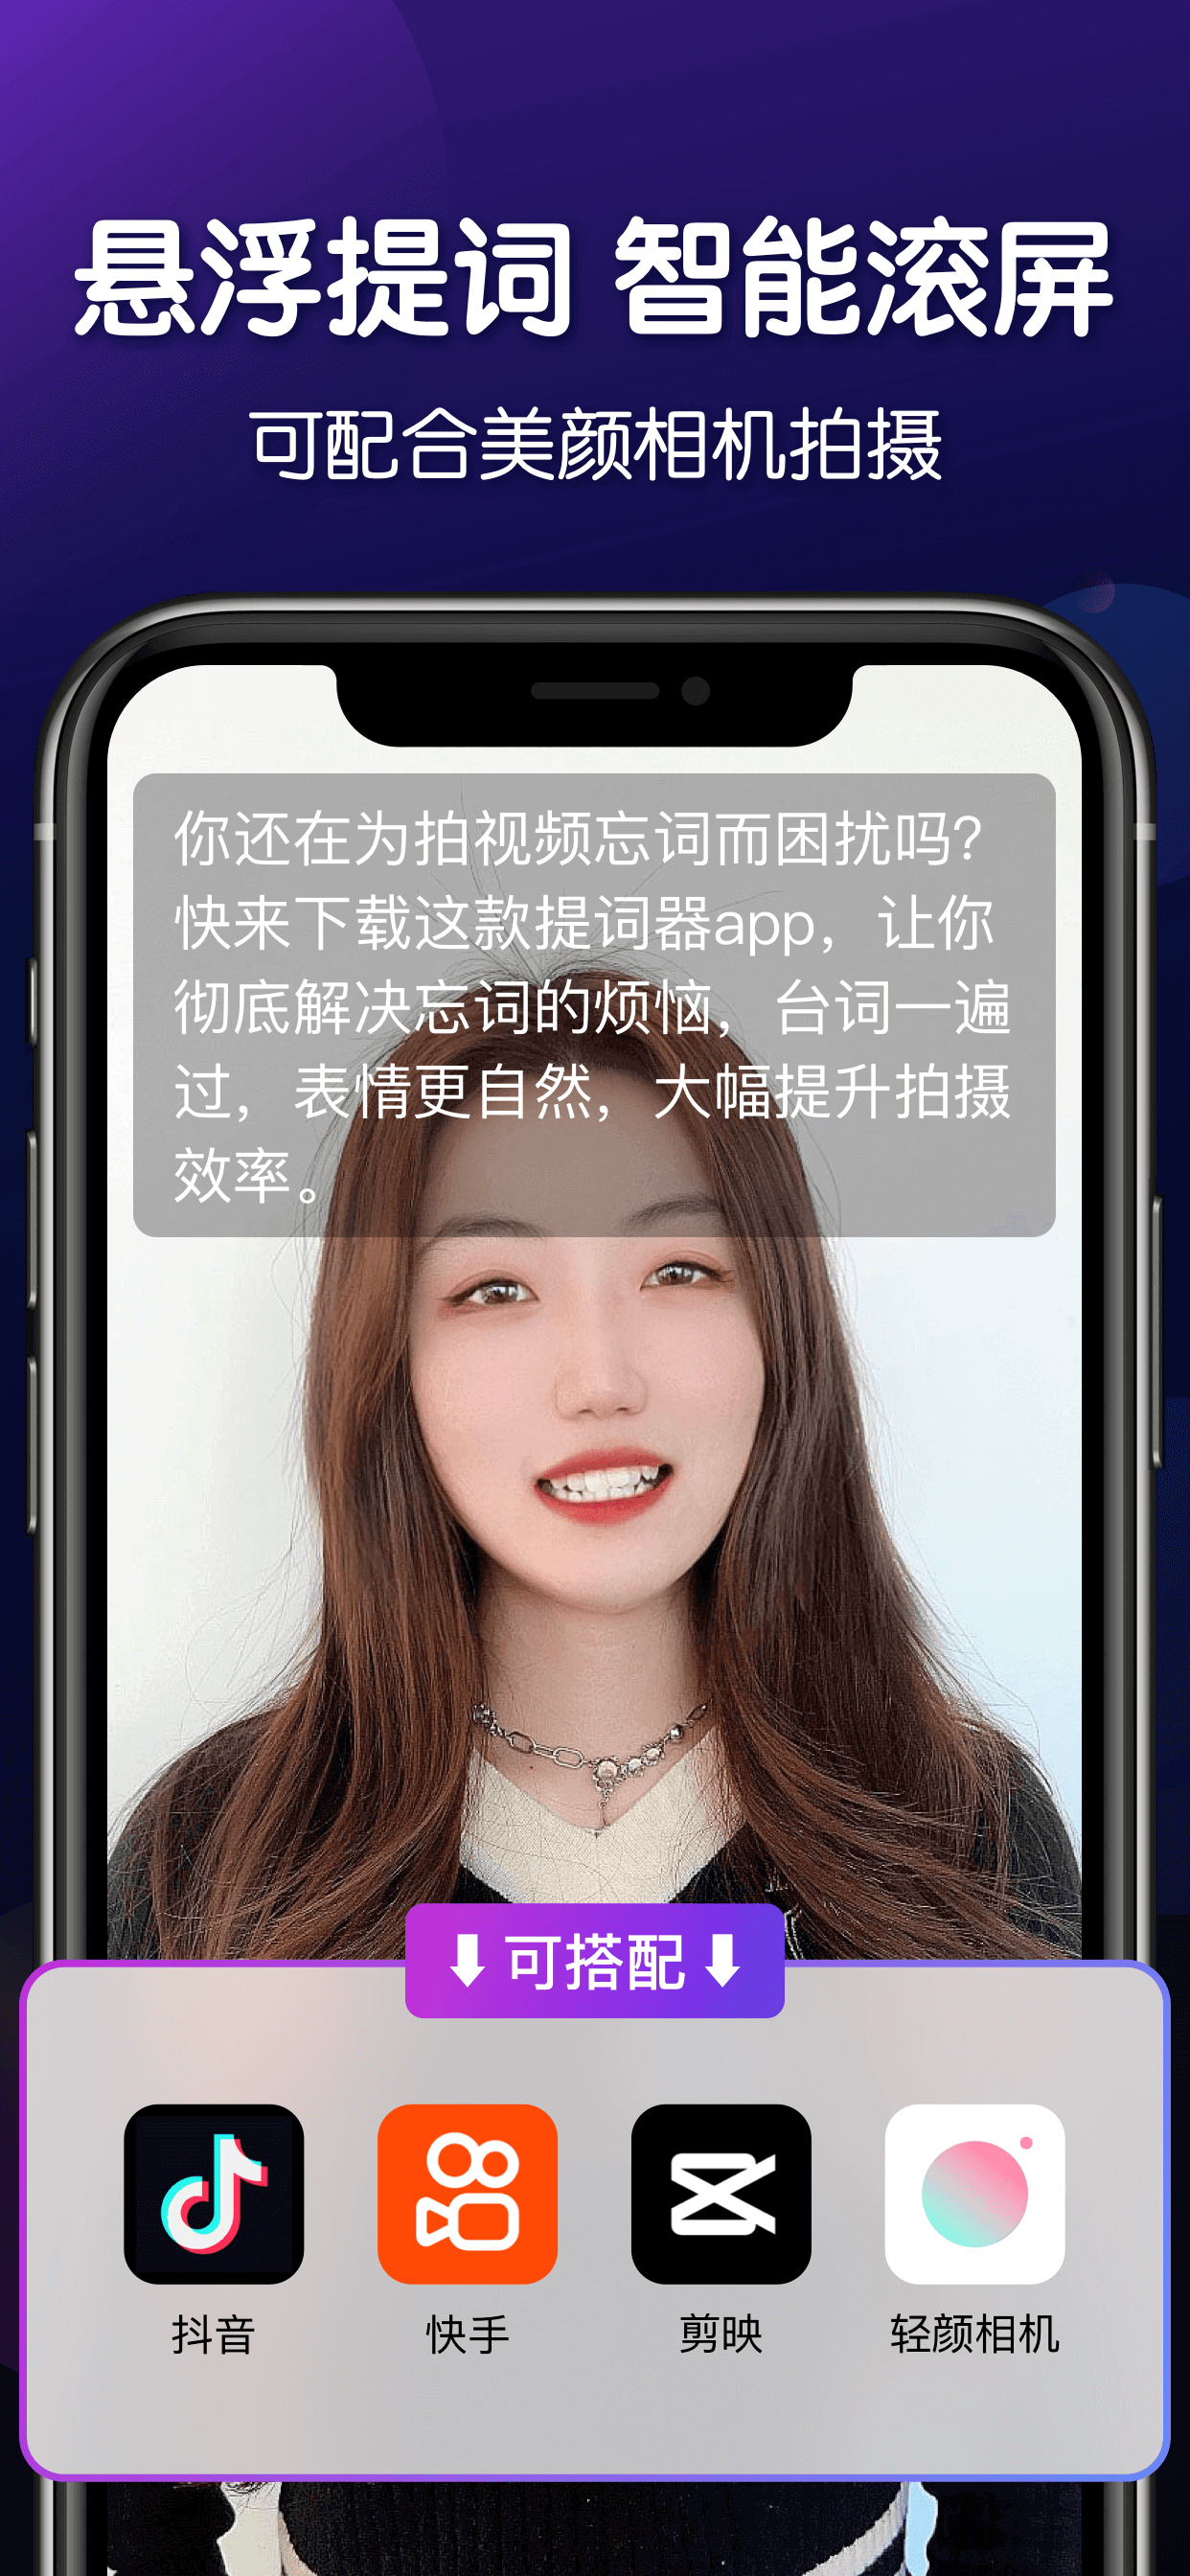 悬浮提词 智能滚屏
可配合美颜相机拍摄
你还在为拍视频忘词而困扰吗？
快来下载这款提词器app，让你
彻底解决忘词的烦恼，台词一遍
过，表情更自然，大幅提升拍摄
效率。
可搭配
抖音 快手 剪映 轻颜相机